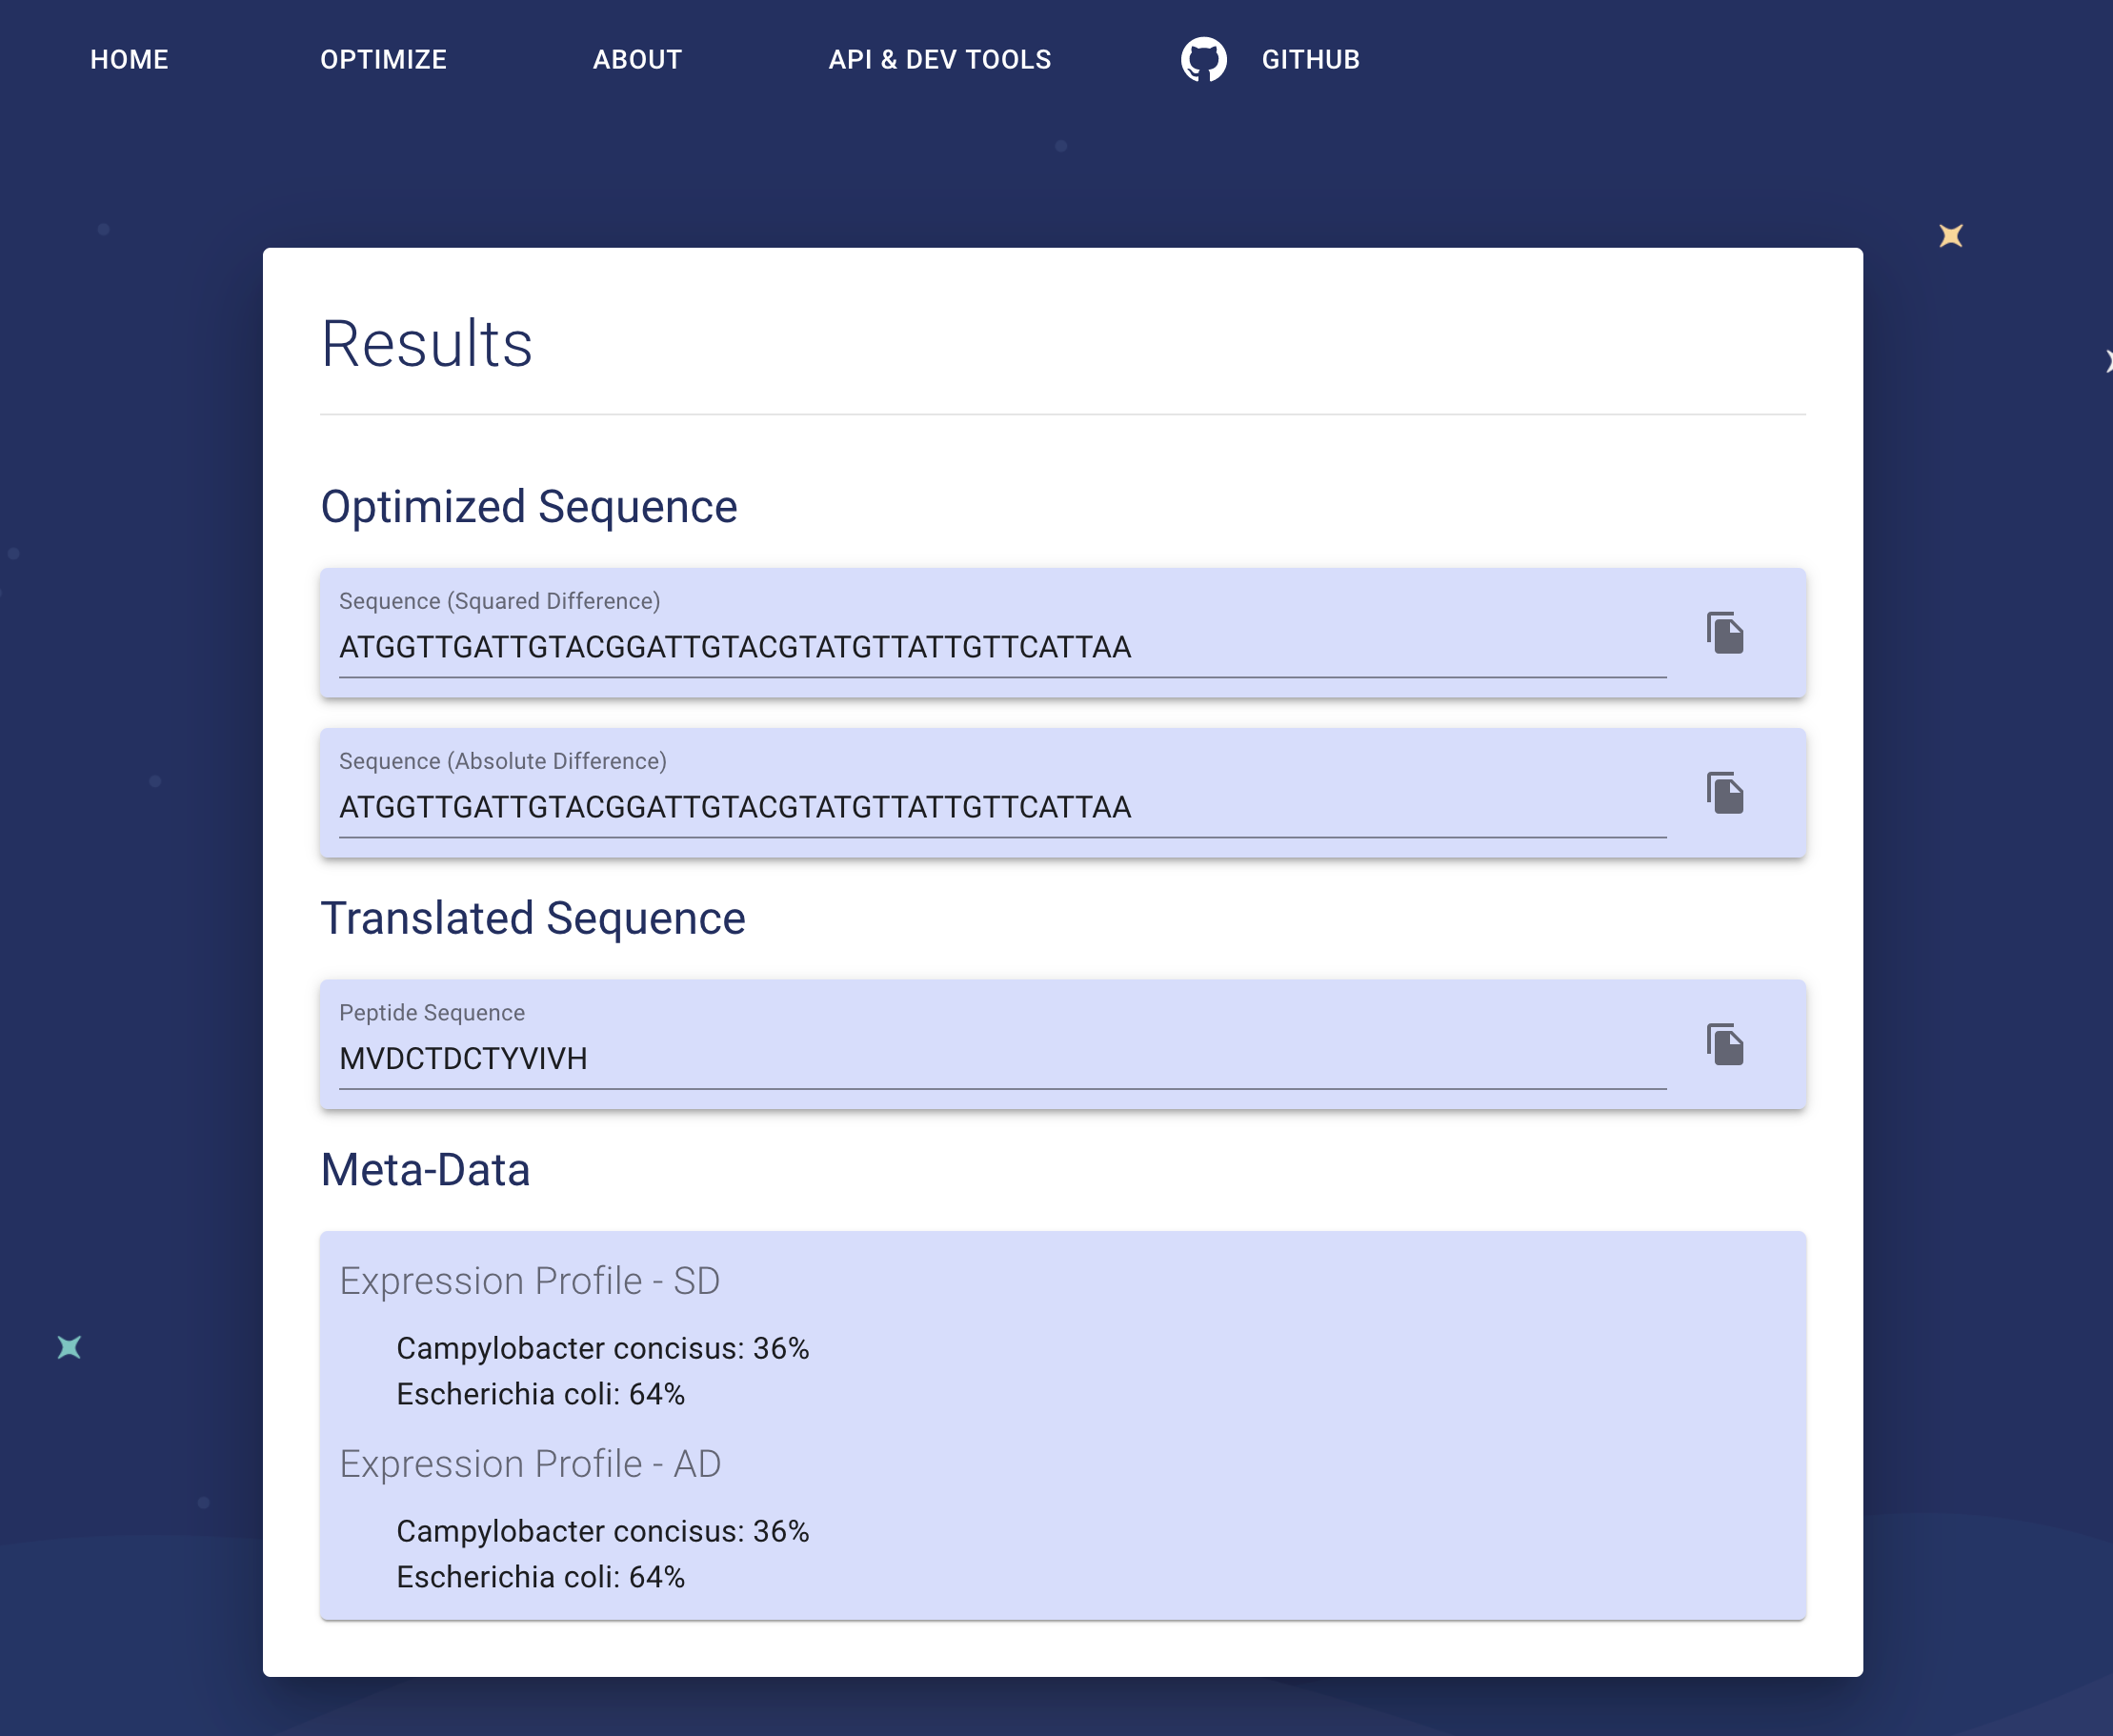 HOME OPTIMIZE ABOUT API & DEV TOOLS GITHUB
Results
Optimized Sequence
Sequence (Squared Difference)
ATGGTTGATTGTACGGATTGTACGTATGTTATTGTTCATTAA
Sequence (Absolute Difference)
ATGGTTGATTGTACGGATTGTACGTATGTTATTGTTCATTAA
Translated Sequence
Peptide Sequence
MVDCTDCTYVIVH
Meta-Data
Expression Profile - SD
Campylobacter concisus: 36%
Escherichia coli: 64%
Expression Profile - AD
Campylobacter concisus: 36%
Escherichia coli: 64%